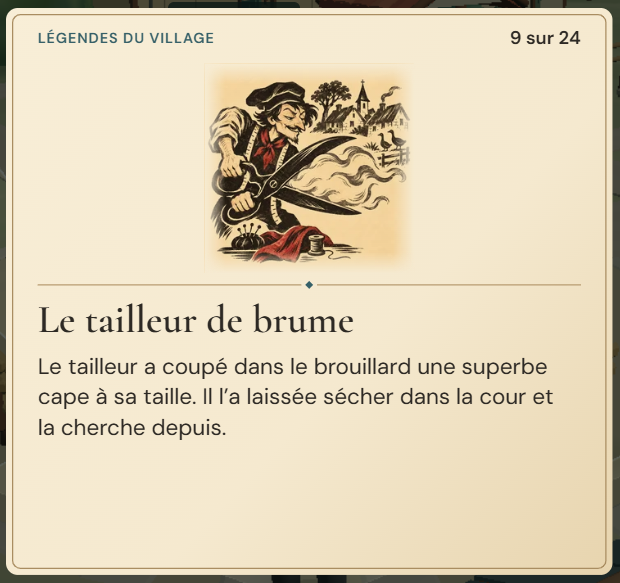 LÉGENDES DU VILLAGE
9 sur 24
Le tailleur de brume
Le tailleur a coupé dans le brouillard une superbe
cape à sa taille. Il l’a laissée sécher dans la cour et
la cherche depuis.